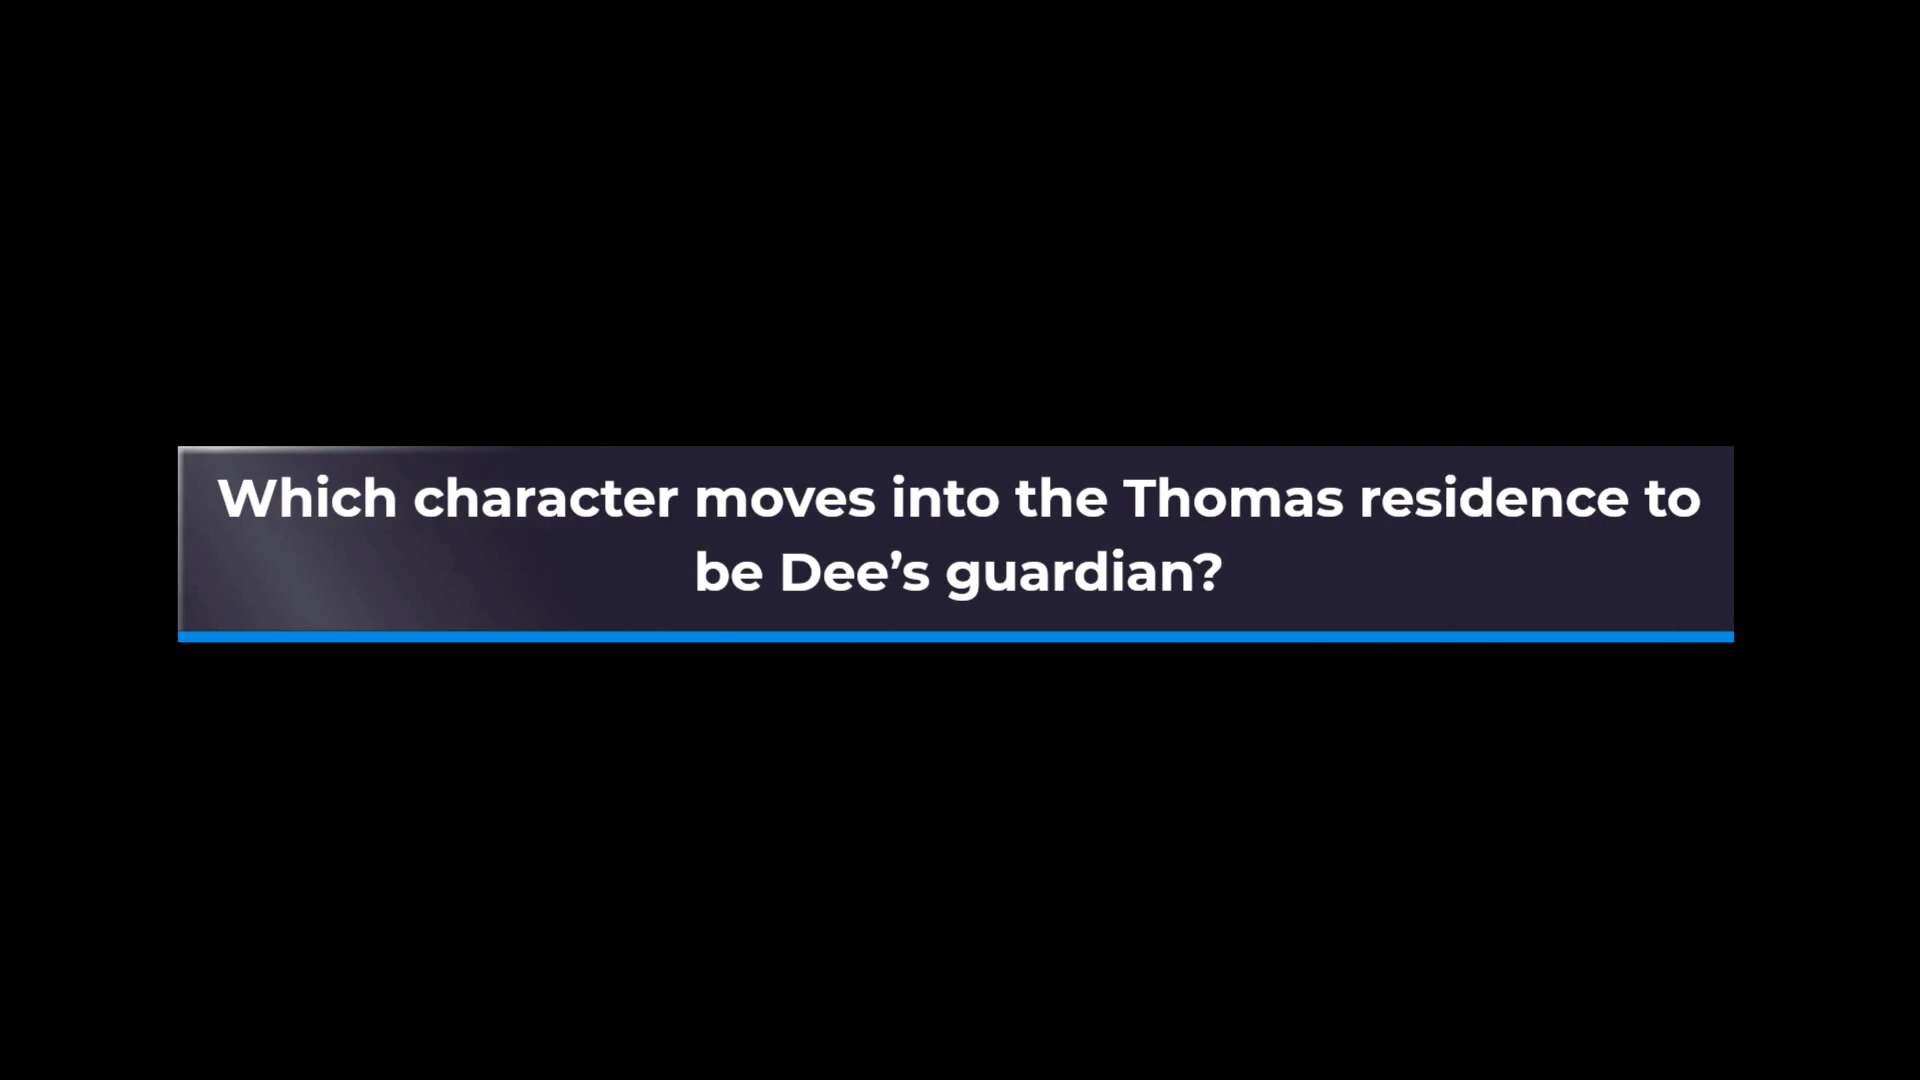 Which character moves into the Thomas residence to
be Dee’s guardian?